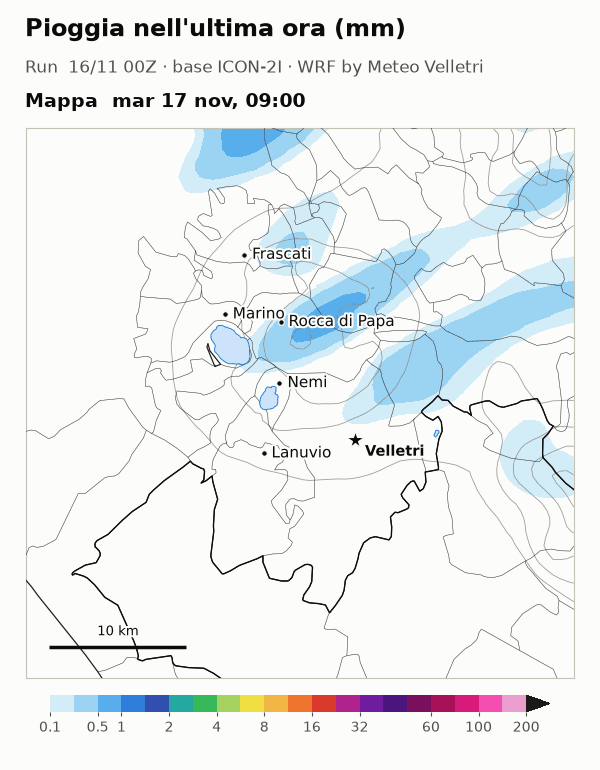 Pioggia nell'ultima ora (mm)
Run  16/11 00Z · base ICON-2I · WRF by Meteo Velletri
Mappa  mar 17 nov, 09:00
Frascati
Marino
Rocca di Papa
Nemi
Velletri
Lanuvio
10 km
0.1 0.5 1 2 4 8 16 32 60 100 200